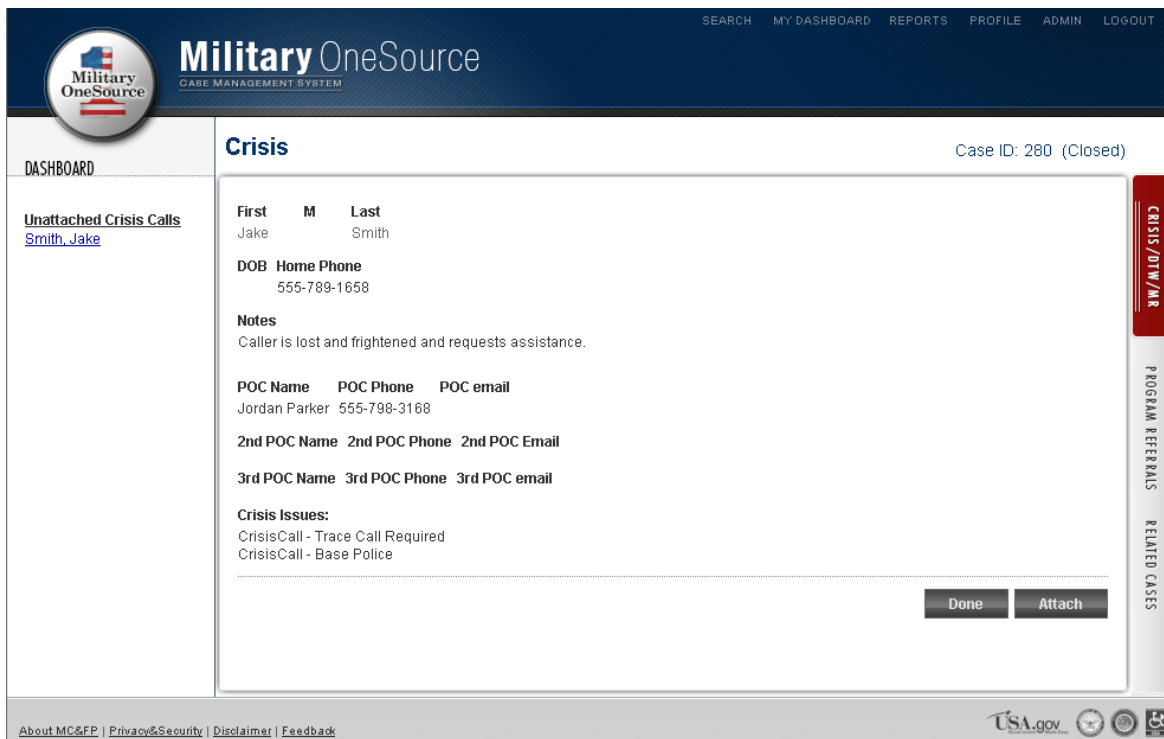 SEARCH MY DASHBOARD REPORTS PROFILE ADMIN LOGOUT
Military OneSource
CASE MANAGEMENT SYSTEM
Military
OneSource
DASHBOARD
Crisis
Case ID: 280 (Closed)
Unattached Crisis Calls
Smith, Jake
First M Last
Jake Smith
DOB Home Phone
555-789-1658
Notes
Caller is lost and frightened and requests assistance.
POC Name POC Phone POC email
Jordan Parker 555-798-3168
2nd POC Name 2nd POC Phone 2nd POC Email
3rd POC Name 3rd POC Phone 3rd POC email
Crisis Issues:
CrisisCall - Trace Call Required
CrisisCall - Base Police
Done Attach
CRISIS/DTW/MR
PROGRAM REFERRALS
RELATED CASES
About MC&FP | Privacy&Security | Disclaimer | Feedback
USA.gov